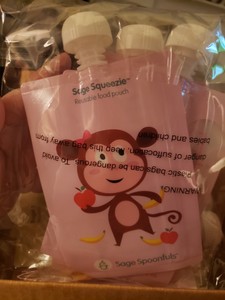 Sage Squeezie™
Reusable food pouch
WARNING:
Plastic bags can be dangerous. To avoid
danger of suffocation, keep this bag away from
babies and children
Sage Spoonfuls®